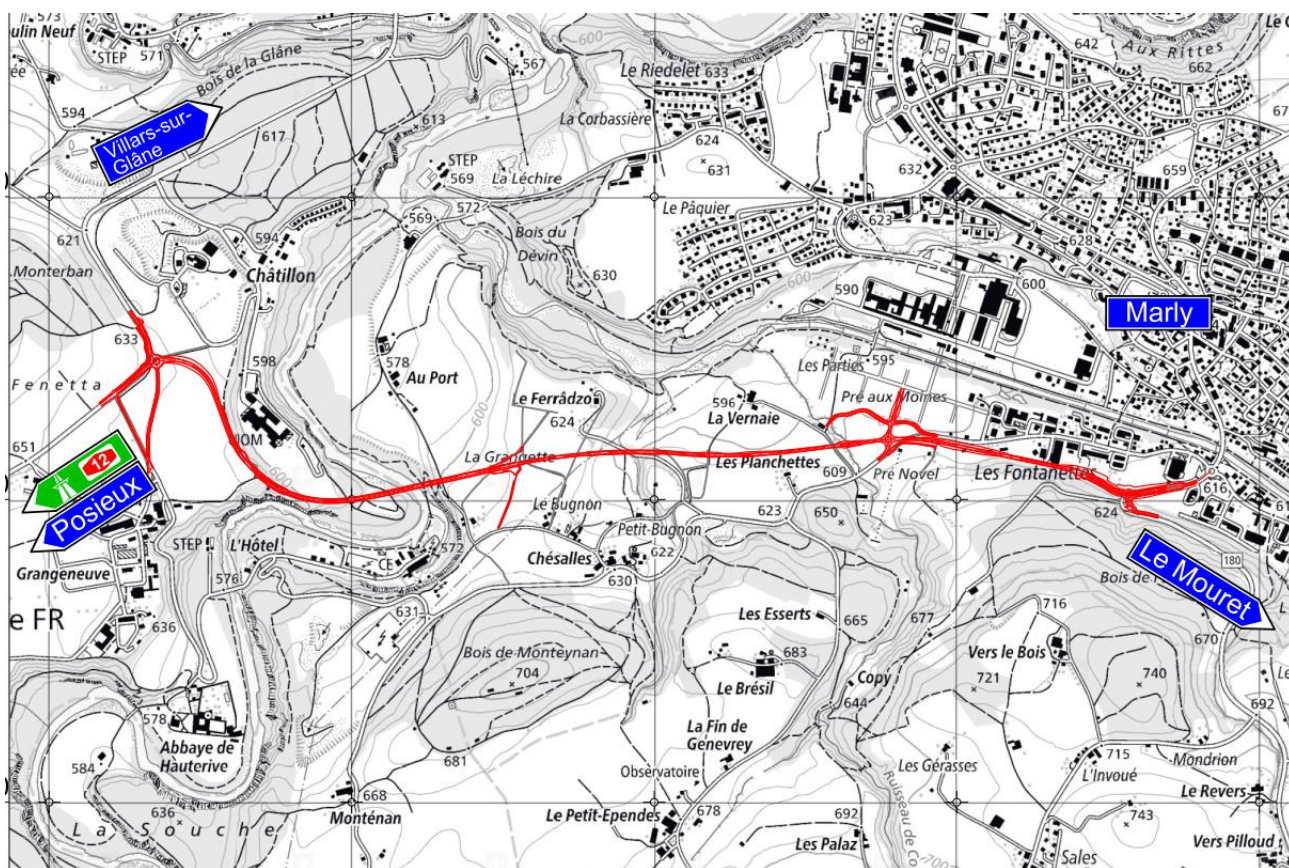 573
642
Aux Rittes
662
ulin Neuf
STEP
571
Bois de la Glâne
567
600
Le Riedelet
633
594
613
La Corbassière
Villars-sur-
Glâne
617
624
631
632
659
STEP
569
La Léchire
572
Le Pâquier
623
621
594
569
Bois du
Dévin
628
Monterban
Châtillon
630
600
590
600
Marly
633
598
578
Au Port
595
Les Parties
Fenetta
600
Le Ferrâdzo
596
Pré aux Moines
624
La Vernaie
651
UIOM
La Grangette
Les Planchettes
609
Pré Novel
Les Fontanettes
12
Posieux
600
616
Le Bugnon
623
650
624
Petit-Bugnon
STEP
L'Hôtel
CE
572
Chésalles
622
180
Grangeneuve
576
630
Le Mouret
e FR
636
631
Les Esserts
665
677
716
670
Bois de Monteynan
683
Vers le Bois
704
Le Brésil
Copy
721
740
578
644
692
Abbaye de
Hauterive
La Fin de
Genevrey
584
681
Les Gérasses
715
Mondrion
Observatoire
L'Invoué
636
668
Le Petit-Ependes
678
Le Revers
La Souche
Monténan
692
743
Les Palaz
700
Sales
Vers Pilloud